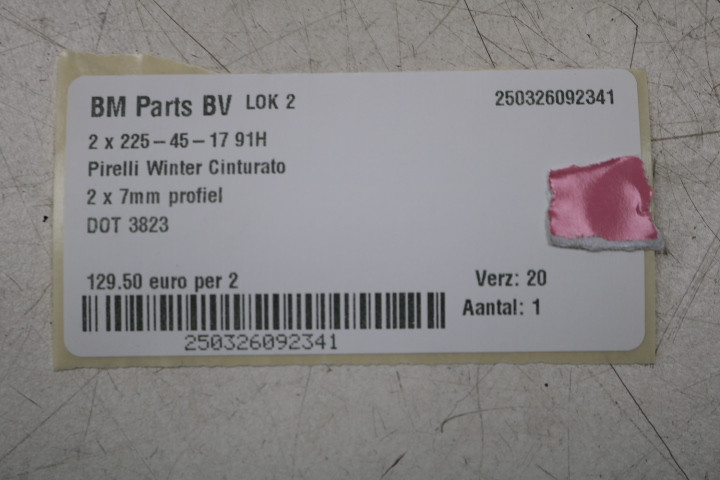 BM Parts BV LOK 2 250326092341
2 x 225-45-17 91H
Pirelli Winter Cinturato
2 x 7mm profiel
DOT 3823
129.50 euro per 2 Verz: 20
Aantal: 1
250326092341